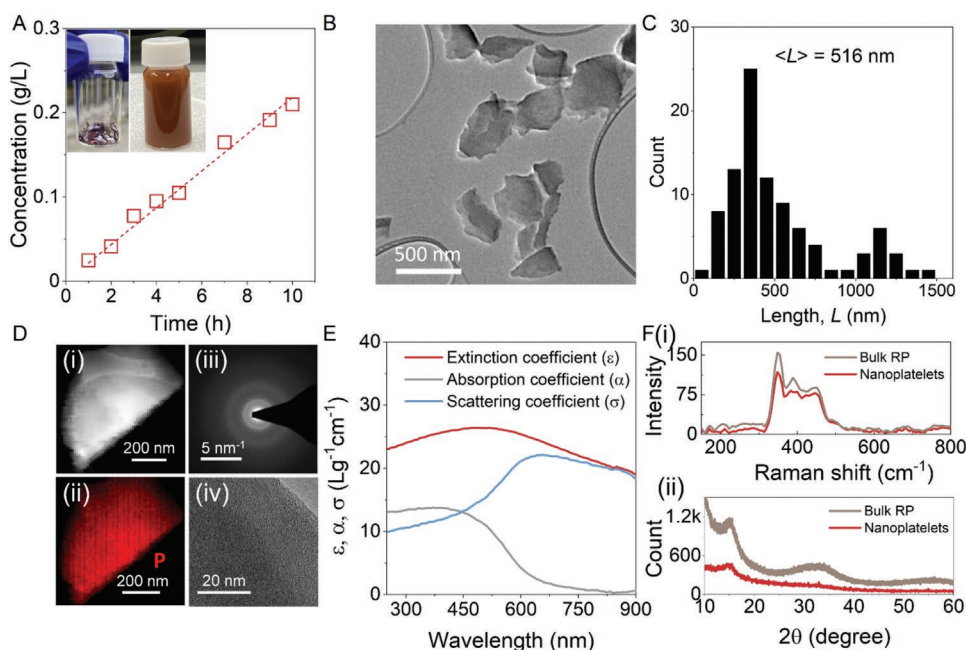 A
Concentration (g/L)
0.3
0.2
0.1
0
0 2 4 6 8 10
Time (h)
B
500 nm
C
<L> = 516 nm
Count
30
20
10
0
0 500 1000 1500
Length, L (nm)
D
(i)
200 nm
(iii)
5 nm⁻¹
(ii)
P
200 nm
(iv)
20 nm
E
Extinction coefficient (ε)
Absorption coefficient (α)
Scattering coefficient (σ)
ε, α, σ (Lg⁻¹cm⁻¹)
40
30
20
10
0
300 450 600 750 900
Wavelength (nm)
F(i)
Bulk RP
Nanoplatelets
Intensity
150
75
0
200 400 600 800
Raman shift (cm⁻¹)
(ii)
Bulk RP
Nanoplatelets
Count
1.2k
600
0
10 20 30 40 50 60
2θ (degree)